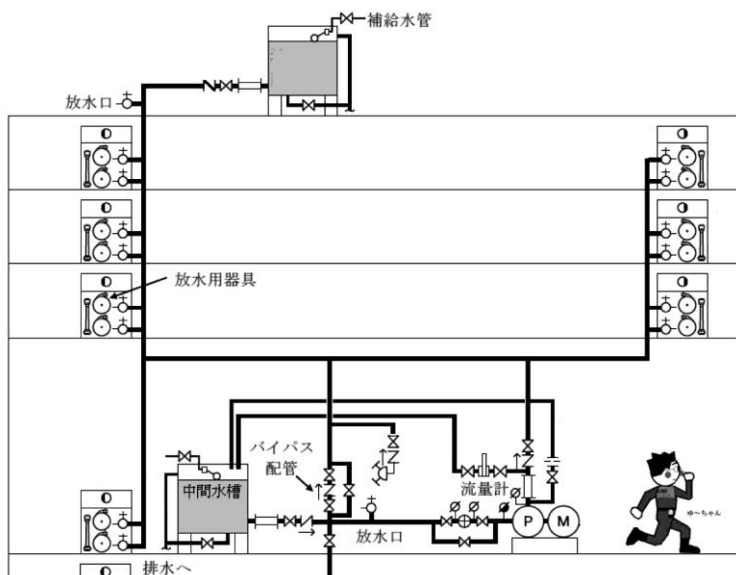 補給水管
放水口
放水用器具
バイパス
配管
中間水槽
流量計
P M
ゆ〜ちゃん
放水口
排水へ